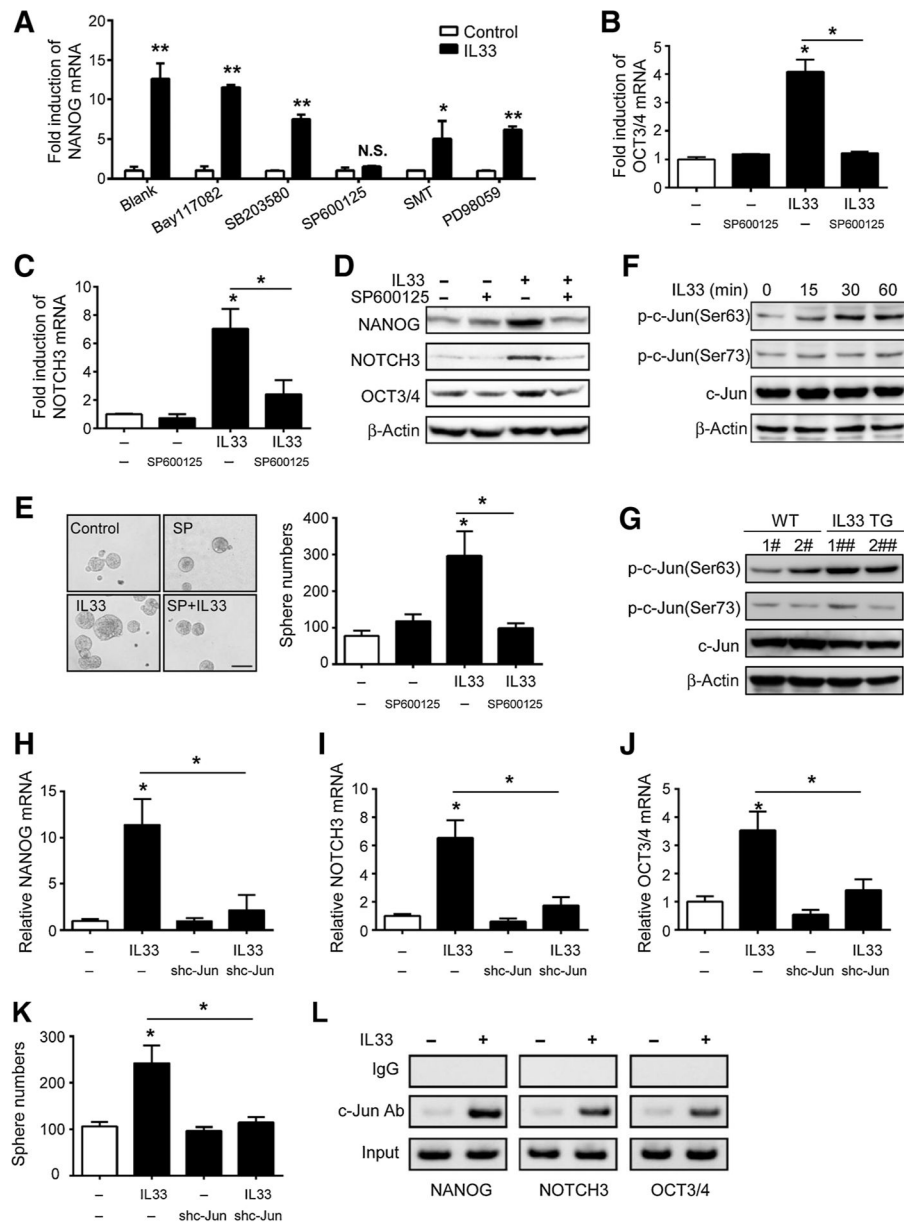 A
Fold induction of
NANOG mRNA
20
15
10
5
0
Control
IL33
**
**
**
N.S.
*
**
Blank
Bay117082
SB203580
SP600125
SMT
PD98059
B
Fold induction of
OCT3/4 mRNA
5
4
3
2
1
0
*
*
– – IL33 IL33
– SP600125 – SP600125
C
Fold induction of
NOTCH3 mRNA
10
8
6
4
2
0
*
*
– – IL33 IL33
– SP600125 – SP600125
D
IL33 – – + +
SP600125 – + – +
NANOG
NOTCH3
OCT3/4
β-Actin
F
IL33 (min) 0 15 30 60
p-c-Jun(Ser63)
p-c-Jun(Ser73)
c-Jun
β-Actin
E
Control
SP
IL33
SP+IL33
Sphere numbers
400
300
200
100
0
*
*
– – IL33 IL33
– SP600125 – SP600125
G
WT IL33 TG
1# 2# 1## 2##
p-c-Jun(Ser63)
p-c-Jun(Ser73)
c-Jun
β-Actin
H
Relative NANOG mRNA
15
10
5
0
*
*
– IL33 – IL33
– – shc-Jun shc-Jun
I
Relative NOTCH3 mRNA
10
8
6
4
2
0
*
*
– IL33 – IL33
– – shc-Jun shc-Jun
J
Relative OCT3/4 mRNA
5
4
3
2
1
0
*
*
– IL33 – IL33
– – shc-Jun shc-Jun
K
Sphere numbers
300
200
100
0
*
*
– IL33 – IL33
– – shc-Jun shc-Jun
L
IL33 – + – + – +
IgG
c-Jun Ab
Input
NANOG NOTCH3 OCT3/4